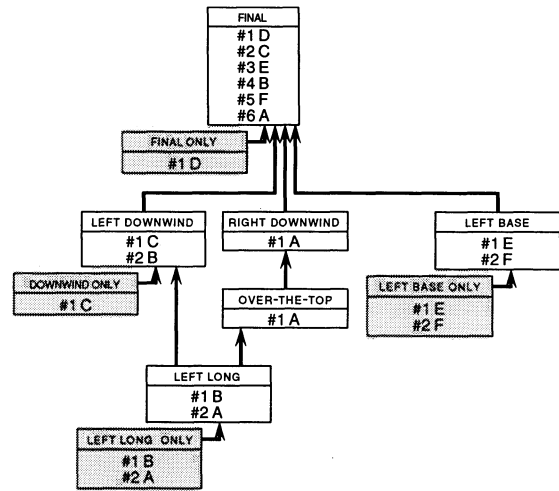 FINAL
#1 D
#2 C
#3 E
#4 B
#5 F
#6 A
FINAL ONLY
#1 D
LEFT DOWNWIND
#1 C
#2 B
RIGHT DOWNWIND
#1 A
LEFT BASE
#1 E
#2 F
DOWNWIND ONLY
#1 C
LEFT BASE ONLY
#1 E
#2 F
OVER-THE-TOP
#1 A
LEFT LONG
#1 B
#2 A
LEFT LONG ONLY
#1 B
#2 A